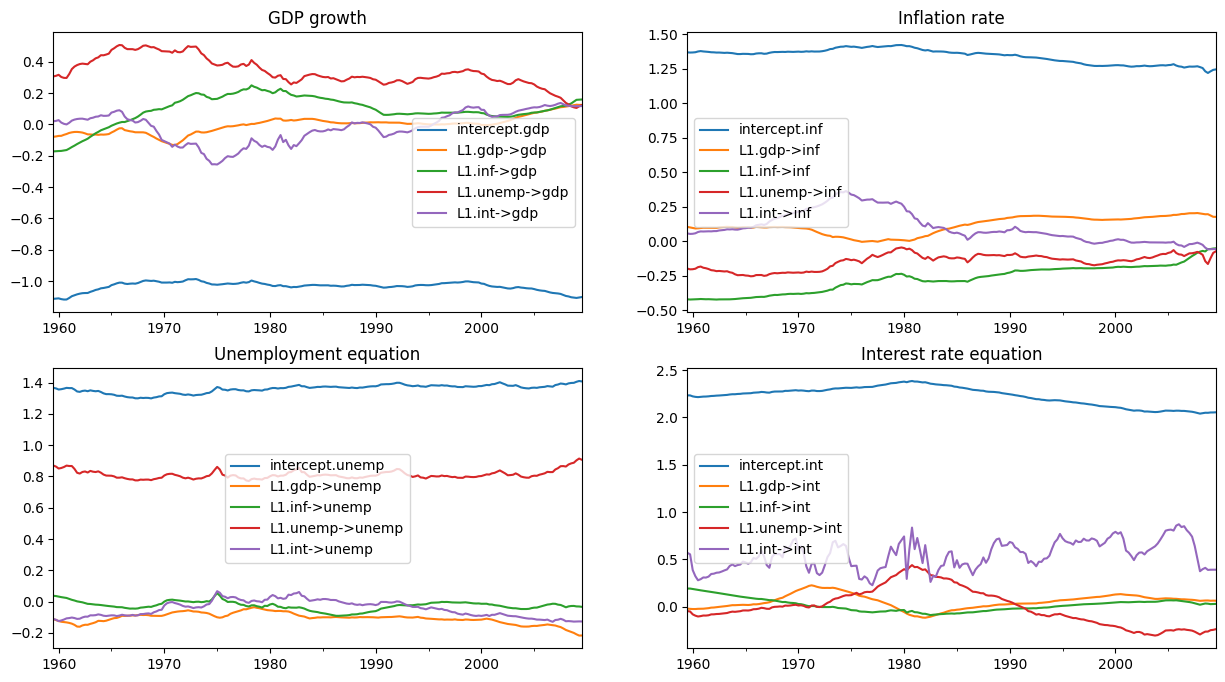 GDP growth
0.4
0.2
0.0
−0.2
−0.4
−0.6
−0.8
−1.0
intercept.gdp
L1.gdp->gdp
L1.inf->gdp
L1.unemp->gdp
L1.int->gdp
1960
1970
1980
1990
2000
Inflation rate
1.50
1.25
1.00
0.75
0.50
0.25
0.00
−0.25
−0.50
intercept.inf
L1.gdp->inf
L1.inf->inf
L1.unemp->inf
L1.int->inf
1960
1970
1980
1990
2000
Unemployment equation
1.4
1.2
1.0
0.8
0.6
0.4
0.2
0.0
−0.2
intercept.unemp
L1.gdp->unemp
L1.inf->unemp
L1.unemp->unemp
L1.int->unemp
1960
1970
1980
1990
2000
Interest rate equation
2.5
2.0
1.5
1.0
0.5
0.0
intercept.int
L1.gdp->int
L1.inf->int
L1.unemp->int
L1.int->int
1960
1970
1980
1990
2000